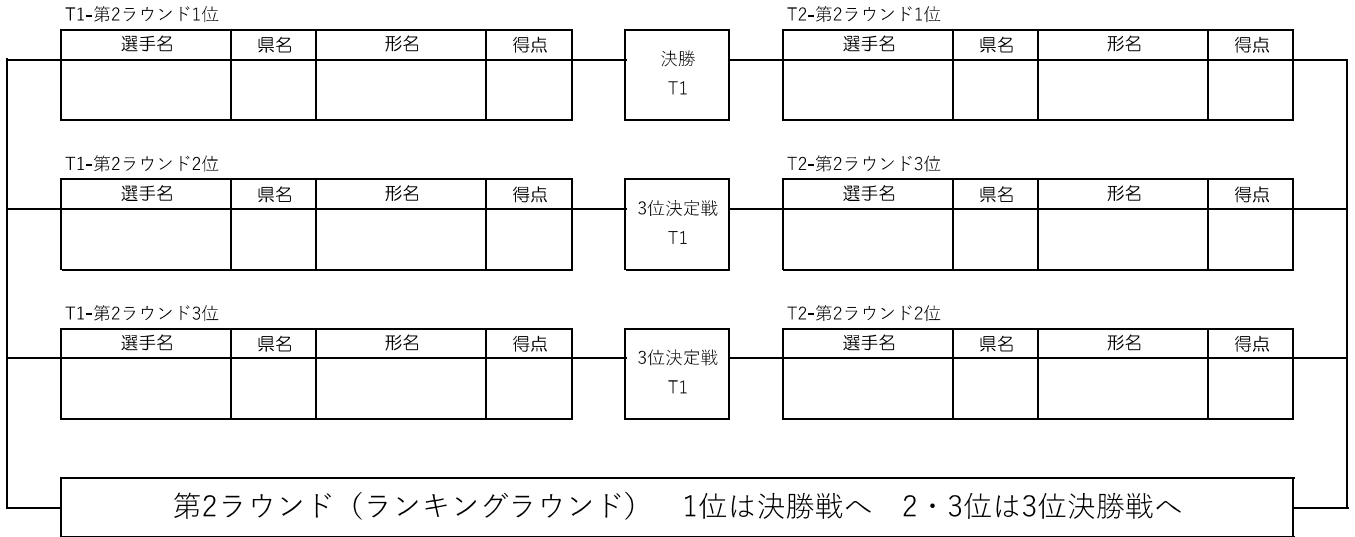 T1-第2ラウンド1位 T2-第2ラウンド1位
選手名 県名 形名 得点 選手名 県名 形名 得点
決勝
T1
T1-第2ラウンド2位 T2-第2ラウンド3位
選手名 県名 形名 得点 選手名 県名 形名 得点
3位決定戦
T1
T1-第2ラウンド3位 T2-第2ラウンド2位
選手名 県名 形名 得点 選手名 県名 形名 得点
3位決定戦
T1
第2ラウンド（ランキングラウンド）　1位は決勝戦へ　2・3位は3位決勝戦へ